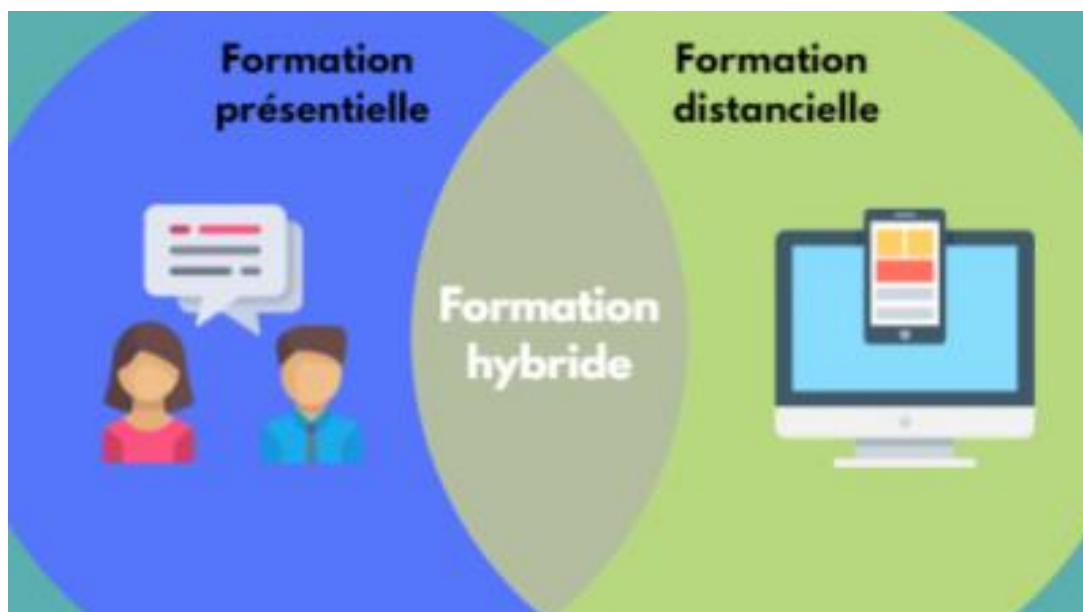 Formation
présentielle
Formation
distancielle
Formation
hybride